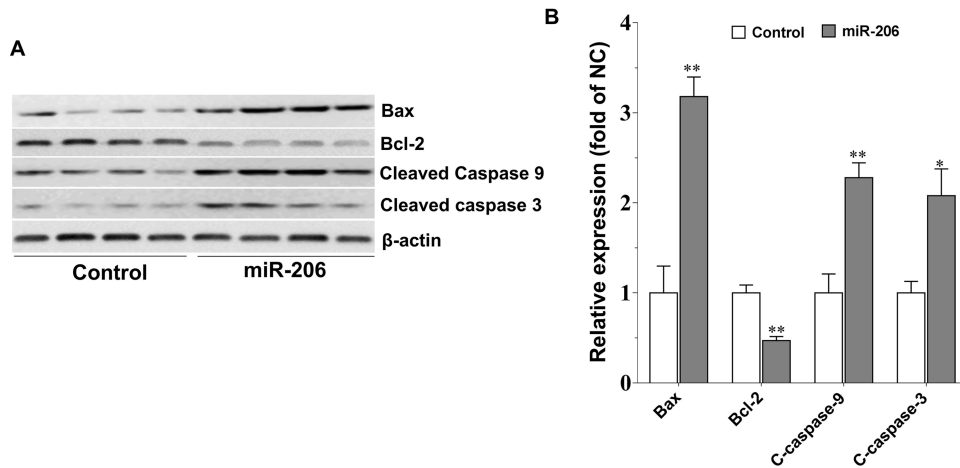 A
Bax
Bcl-2
Cleaved Caspase 9
Cleaved caspase 3
β-actin
Control
miR-206
B
Relative expression (fold of NC)
4
3
2
1
0
Control
miR-206
**
**
**
*
Bax
Bcl-2
C-caspase-9
C-caspase-3